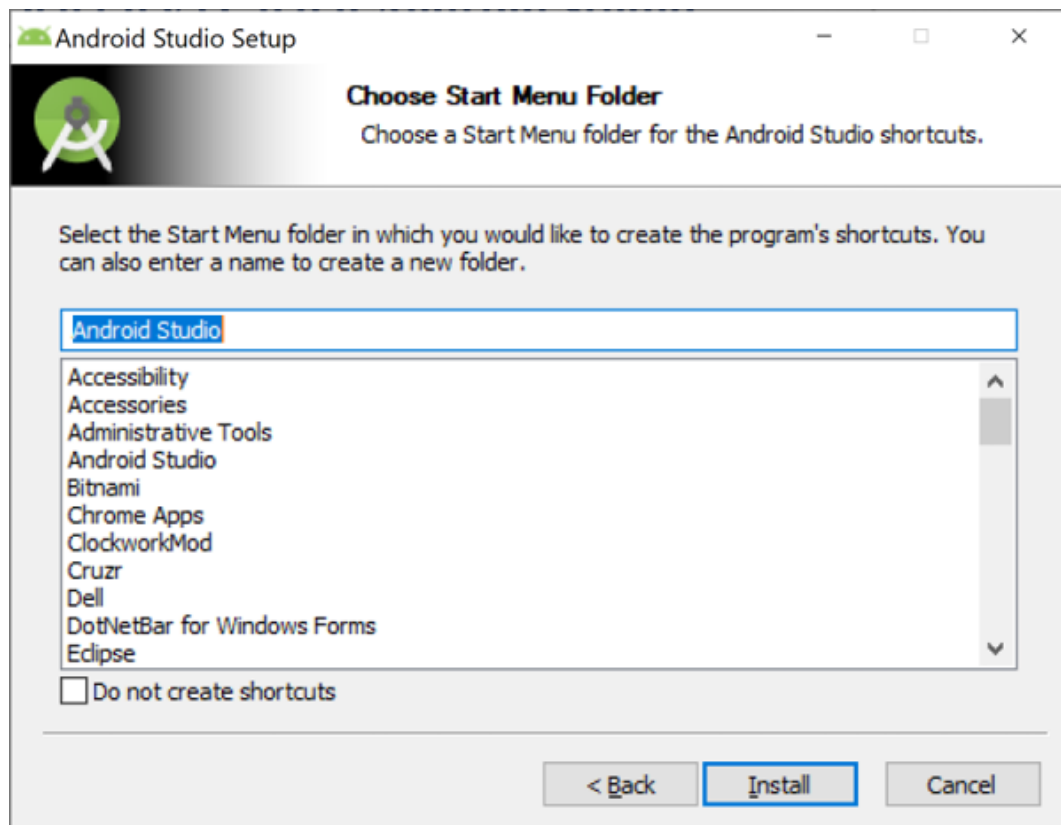 Android Studio Setup
Choose Start Menu Folder
Choose a Start Menu folder for the Android Studio shortcuts.
Select the Start Menu folder in which you would like to create the program's shortcuts. You
can also enter a name to create a new folder.
Android Studio
Accessibility
Accessories
Administrative Tools
Android Studio
Bitnami
Chrome Apps
ClockworkMod
Cruzr
Dell
DotNetBar for Windows Forms
Eclipse
Do not create shortcuts
< Back
Install
Cancel